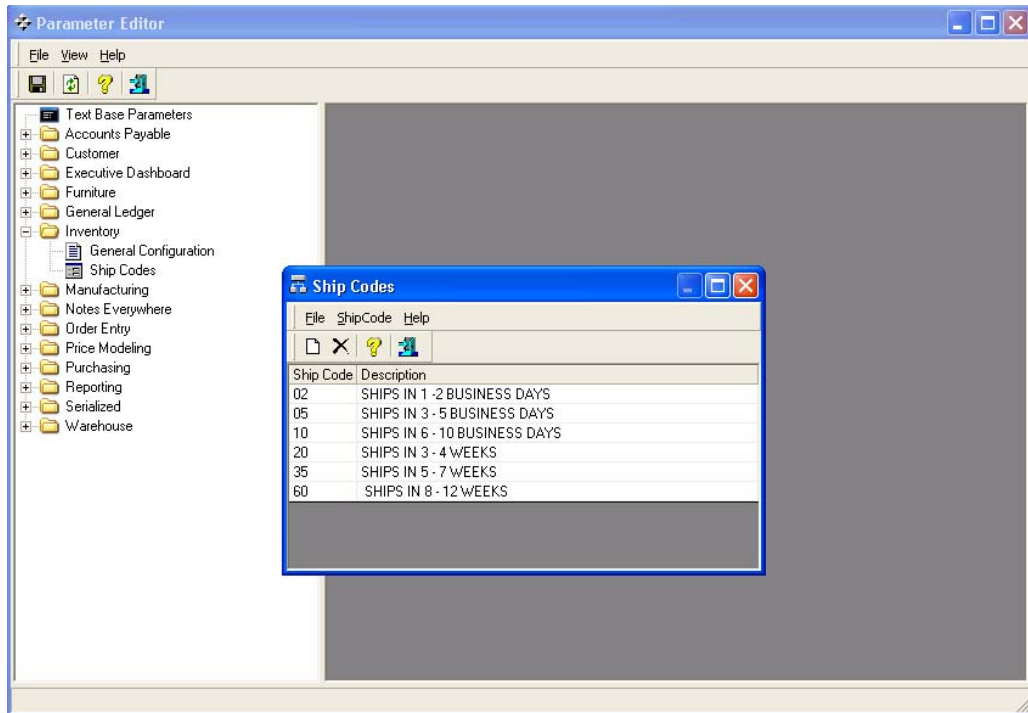 Parameter Editor
File View Help
Text Base Parameters
Accounts Payable
Customer
Executive Dashboard
Furniture
General Ledger
Inventory
General Configuration
Ship Codes
Manufacturing
Notes Everywhere
Order Entry
Price Modeling
Purchasing
Reporting
Serialized
Warehouse
Ship Codes
File ShipCode Help
Ship Code Description
02 SHIPS IN 1 -2 BUSINESS DAYS
05 SHIPS IN 3 - 5 BUSINESS DAYS
10 SHIPS IN 6 - 10 BUSINESS DAYS
20 SHIPS IN 3 - 4 WEEKS
35 SHIPS IN 5 - 7 WEEKS
60 SHIPS IN 8 - 12 WEEKS